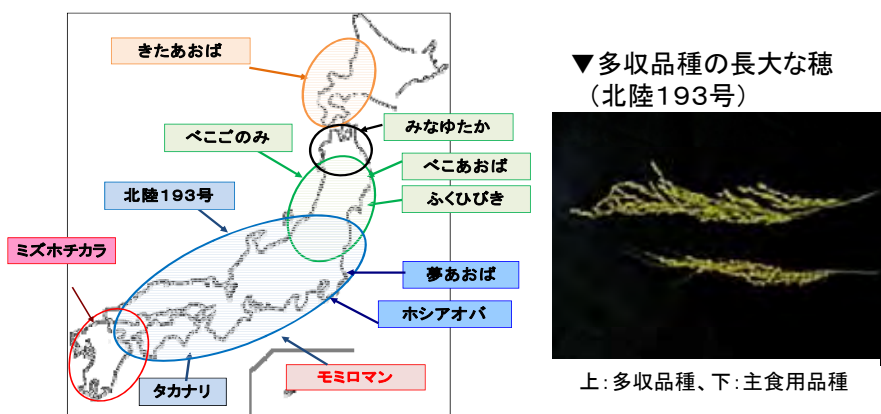 きたあおば
みなゆたか
べこごのみ
べこあおば
ふくひびき
北陸193号
ミズホチカラ
夢あおば
ホシアオバ
タカナリ
モミロマン
▼多収品種の長大な穂
（北陸193号）
上：多収品種、下：主食用品種